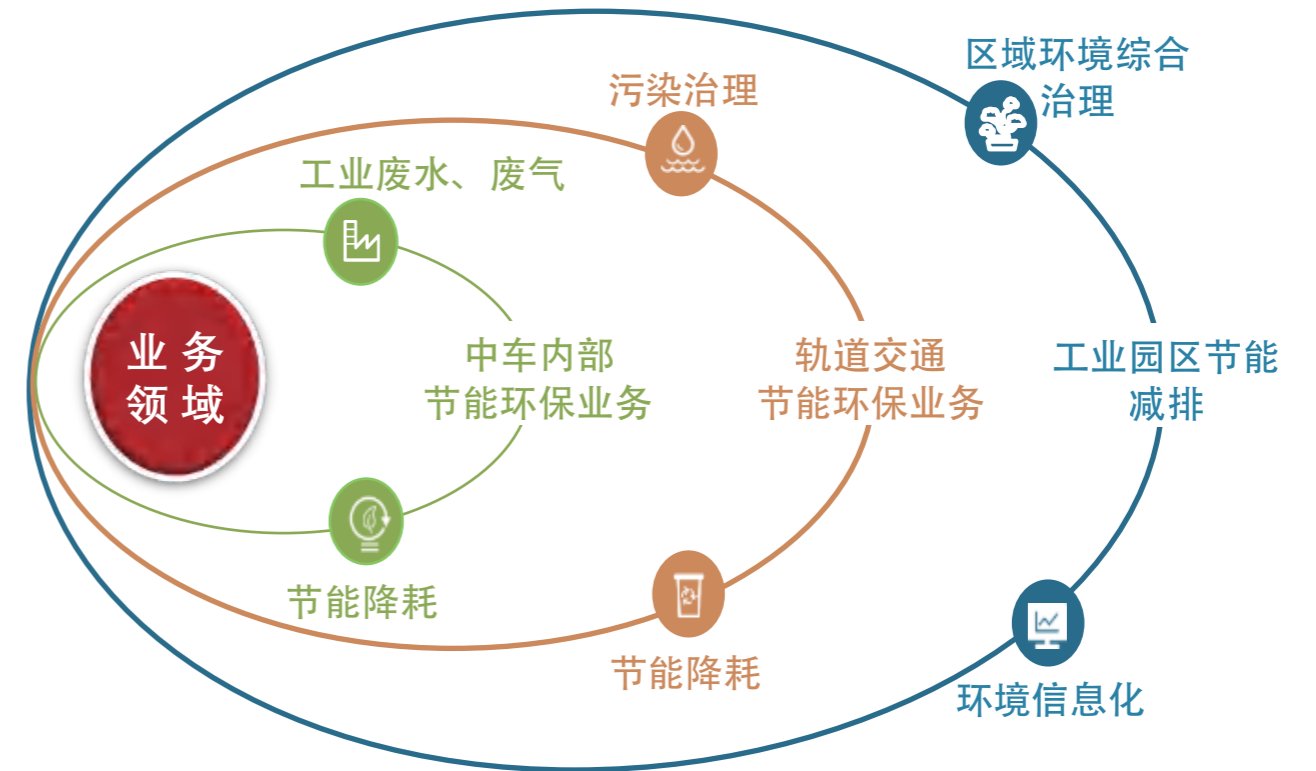 区域环境综合
治理
污染治理
工业废水、废气
业务
领域
中车内部
节能环保业务
轨道交通
节能环保业务
工业园区节能
减排
节能降耗
节能降耗
环境信息化